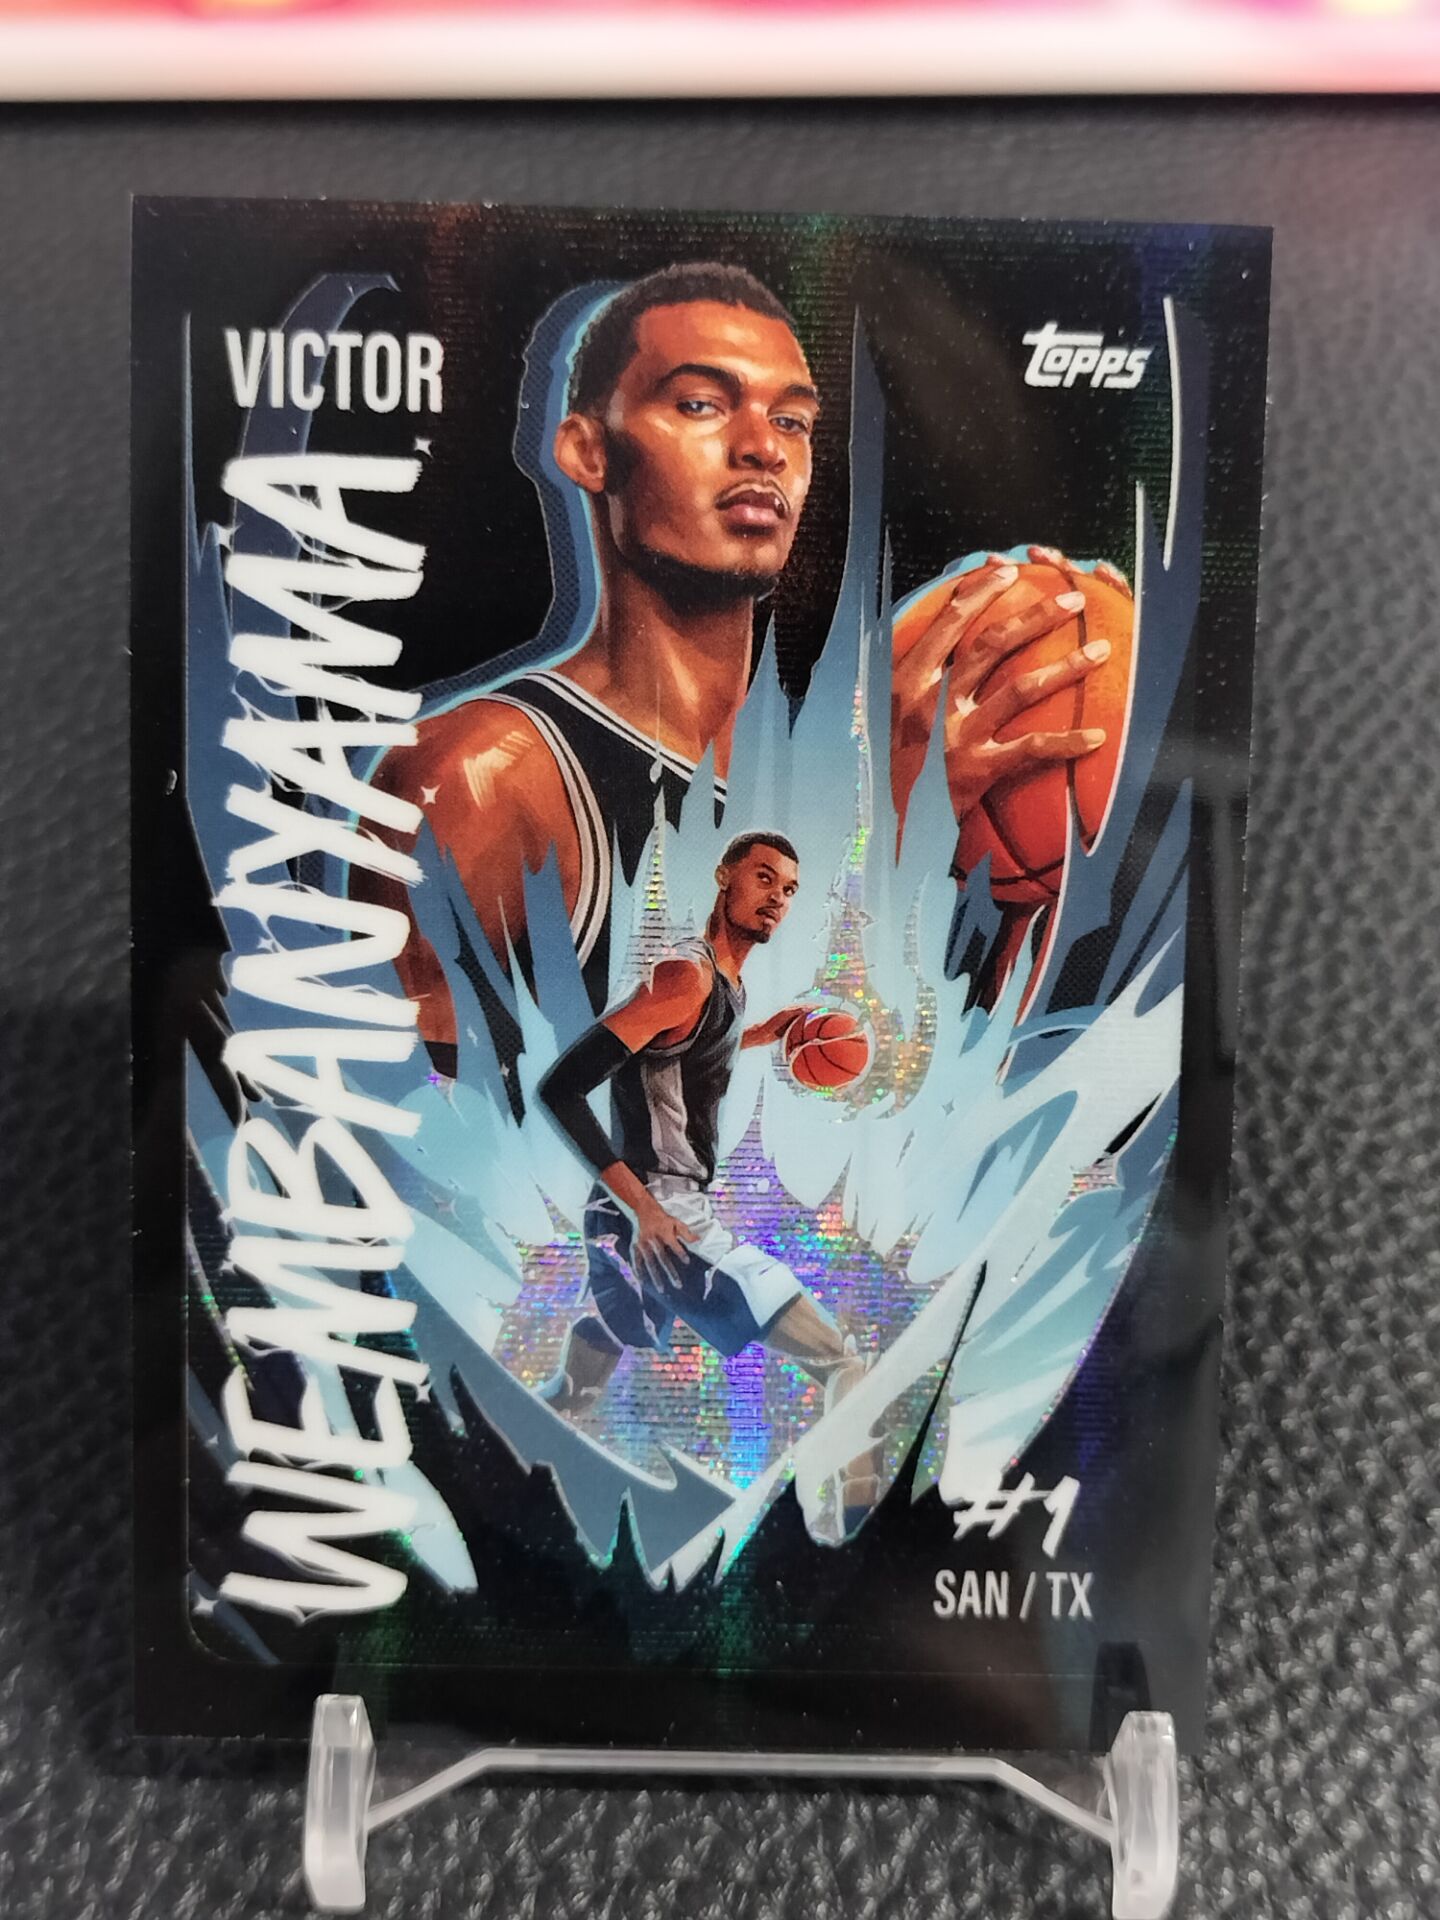 VICTOR
WEMBANYAMA
TOPPS
#1
SAN / TX